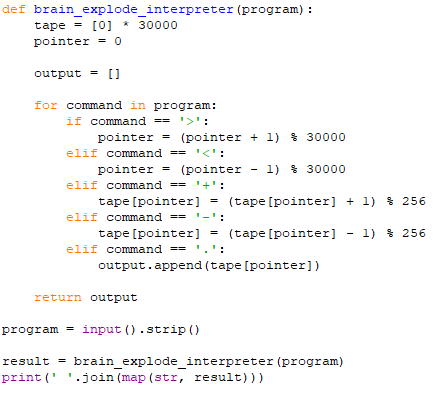 def brain_explode_interpreter(program):
    tape = [0] * 30000
    pointer = 0

    output = []

    for command in program:
        if command == '>':
            pointer = (pointer + 1) % 30000
        elif command == '<':
            pointer = (pointer - 1) % 30000
        elif command == '+':
            tape[pointer] = (tape[pointer] + 1) % 256
        elif command == '-':
            tape[pointer] = (tape[pointer] - 1) % 256
        elif command == '.':
            output.append(tape[pointer])

    return output

program = input().strip()

result = brain_explode_interpreter(program)
print(' '.join(map(str, result)))